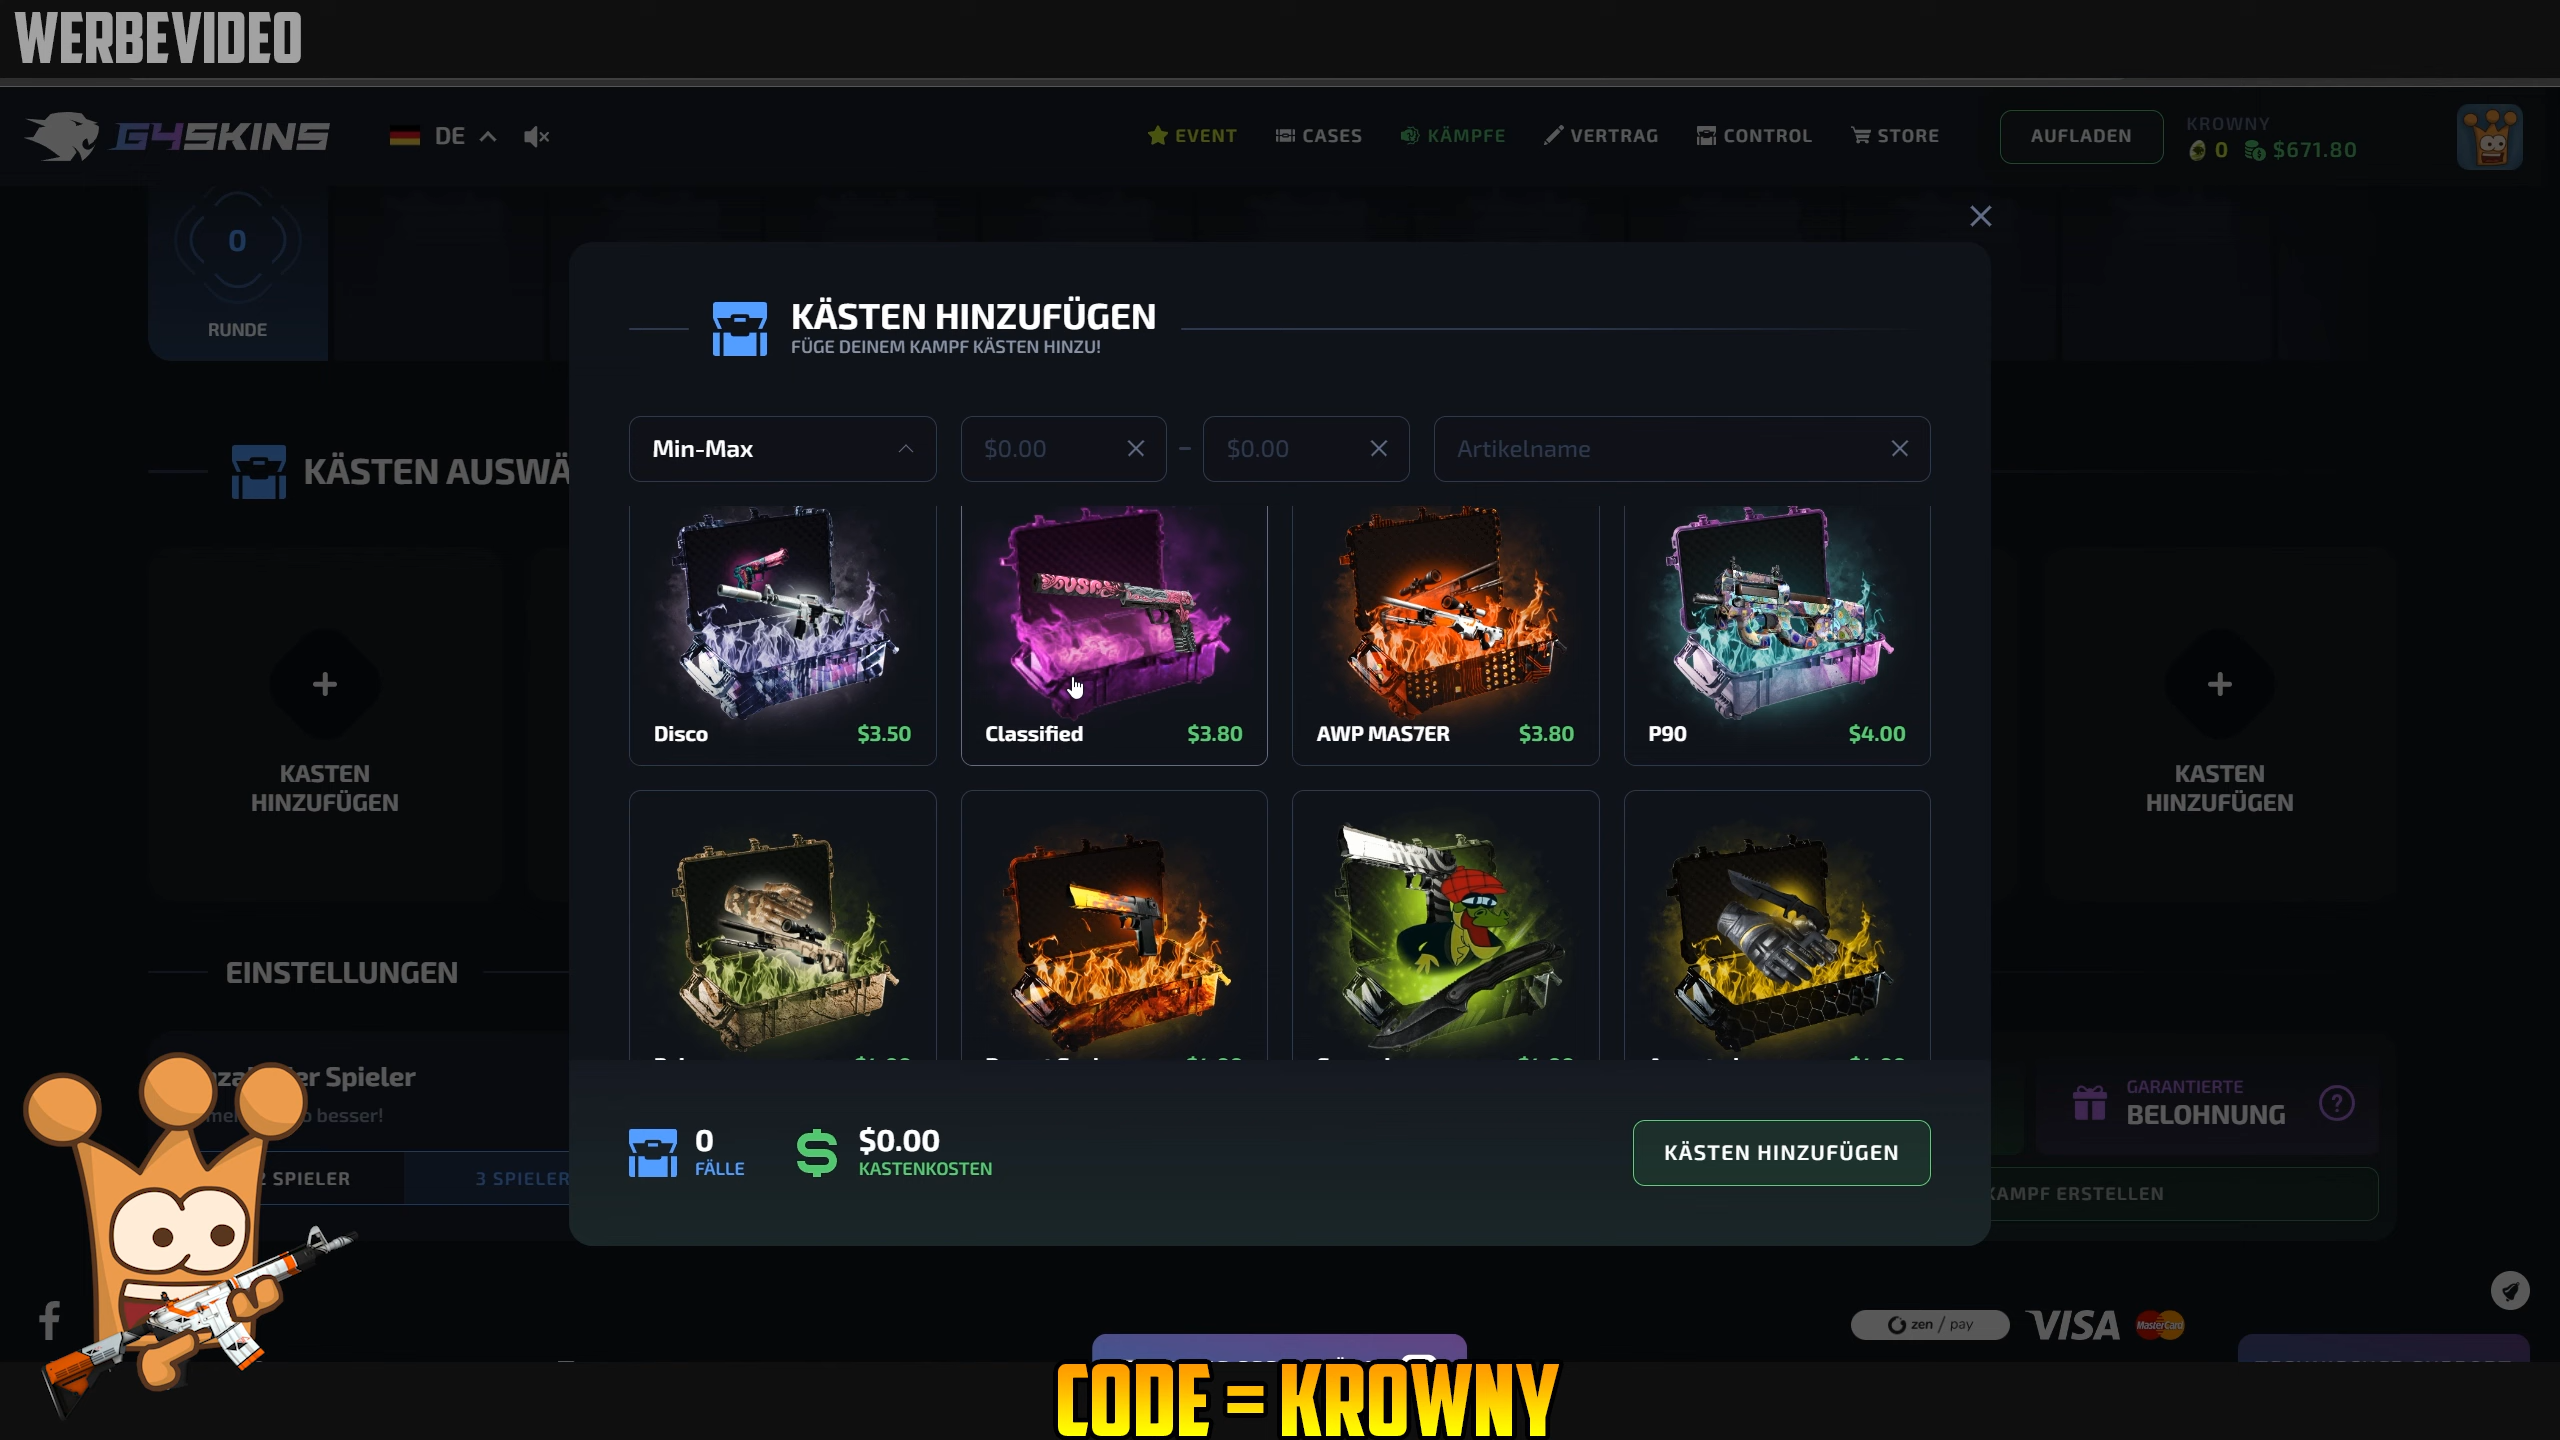 WERBEVIDEO
G4SKINS
DE
EVENT
CASES
KÄMPFE
VERTRAG
CONTROL
STORE
AUFLADEN
KROWNY
0 $671.80
0
RUNDE
KÄSTEN HINZUFÜGEN
FÜGE DEINEM KAMPF KÄSTEN HINZU!
KÄSTEN AUSWÄ
Min-Max
$0.00
–
$0.00
Artikelname
Disco $3.50
Classified $3.80
AWP MAS7ER $3.80
P90 $4.00
KASTEN
HINZUFÜGEN
KASTEN
HINZUFÜGEN
EINSTELLUNGEN
er Spieler
besser!
2 SPIELER
3 SPIELER
0
FÄLLE
$0.00
KASTENKOSTEN
KÄSTEN HINZUFÜGEN
GARANTIERTE
BELOHNUNG
?
KAMPF ERSTELLEN
zen / pay
VISA
MasterCard
CODE = KROWNY